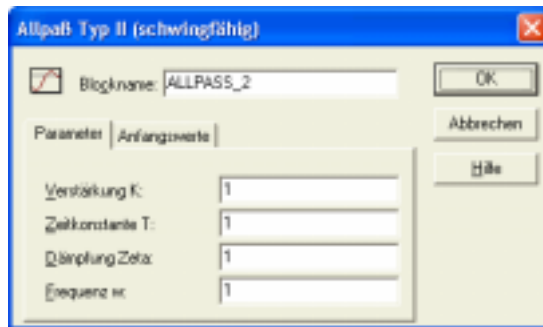 Allpaß Typ II (schwingfähig)
Blockname: ALLPASS_2
OK
Abbrechen
Hilfe
Parameter Anfangswerte
Verstärkung K: 1
Zeitkonstante T: 1
Dämpfung Zeta: 1
Frequenz w: 1